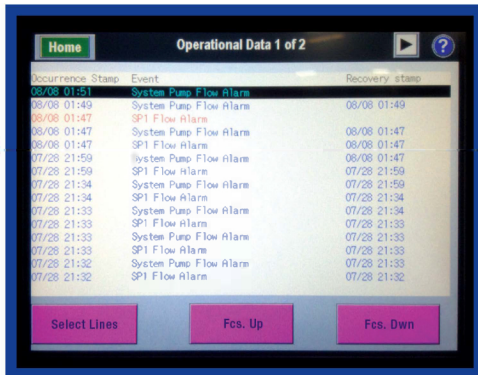 Home Operational Data 1 of 2 ?
Occurrence Stamp Event Recovery stamp
08/08 01:51 System Pump Flow Alarm
08/08 01:49 System Pump Flow Alarm 08/08 01:49
08/08 01:47 SP1 Flow Alarm
08/08 01:47 System Pump Flow Alarm 08/08 01:47
08/08 01:47 SP1 Flow Alarm 08/08 01:47
07/28 21:59 System Pump Flow Alarm 08/08 01:47
07/28 21:59 SP1 Flow Alarm 07/28 21:59
07/28 21:34 System Pump Flow Alarm 07/28 21:59
07/28 21:34 SP1 Flow Alarm 07/28 21:34
07/28 21:33 System Pump Flow Alarm 07/28 21:34
07/28 21:33 SP1 Flow Alarm 07/28 21:33
07/28 21:33 System Pump Flow Alarm 07/28 21:33
07/28 21:33 SP1 Flow Alarm 07/28 21:33
07/28 21:32 System Pump Flow Alarm 07/28 21:33
07/28 21:32 SP1 Flow Alarm 07/28 21:32
Select Lines Fcs. Up Fcs. Dwn